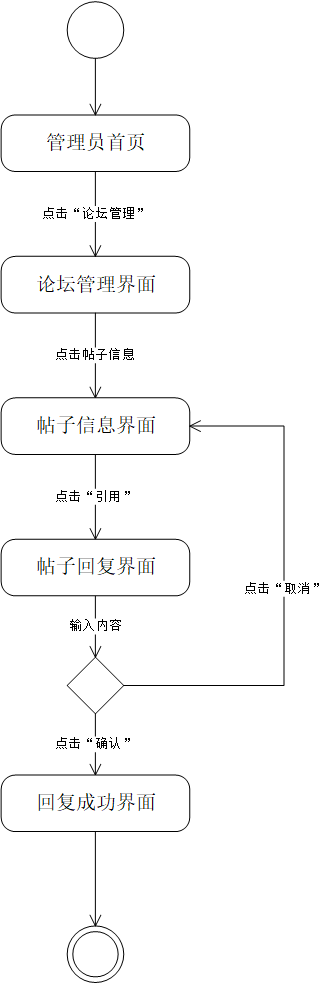 管理员首页
点击“论坛管理”
论坛管理界面
点击帖子信息
帖子信息界面
点击“引用”
帖子回复界面
点击“取消”
输入内容
点击“确认”
回复成功界面